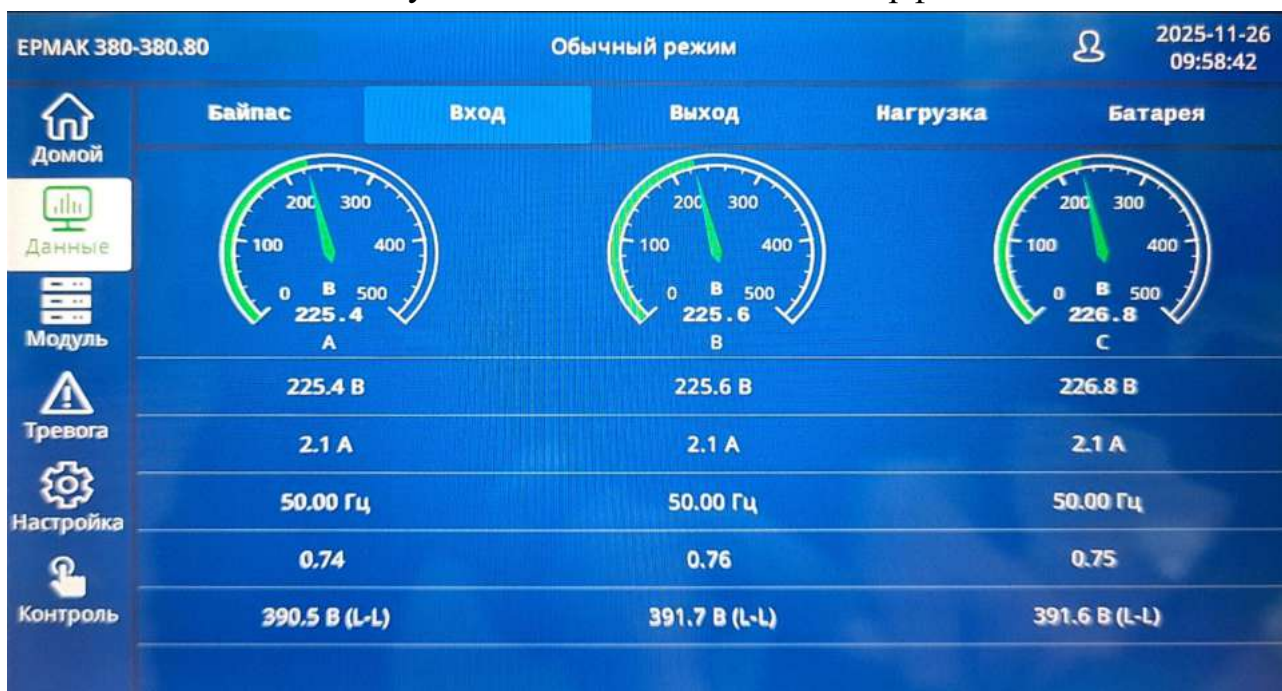 ЕРМАК 380-380.80 Обычный режим 2025-11-26
09:58:42
Домой
Данные
Модуль
Тревога
Настройка
Контроль
Байпас Вход Выход Нагрузка Батарея
0 100 200 300 400 500
В
225.4
A
0 100 200 300 400 500
В
225.6
B
0 100 200 300 400 500
В
226.8
C
225.4 В 225.6 В 226.8 В
2.1 А 2.1 А 2.1 А
50.00 Гц 50.00 Гц 50.00 Гц
0.74 0.76 0.75
390.5 В (L-L) 391.7 В (L-L) 391.6 В (L-L)